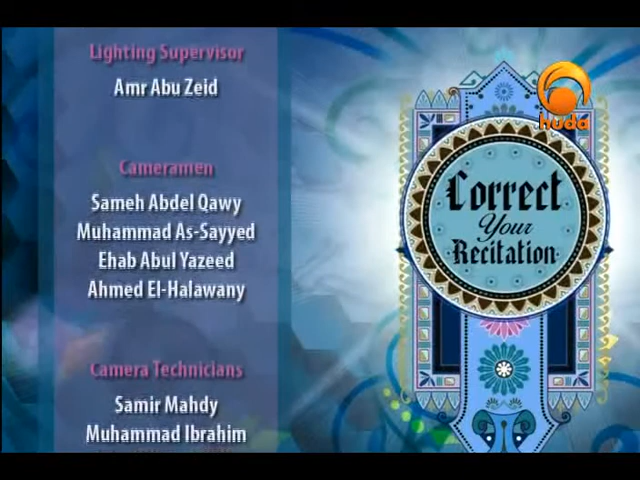 Lighting Supervisor
Amr Abu Zeid
Cameramen
Sameh Abdel Qawy
Muhammad As-Sayyed
Ehab Abul Yazeed
Ahmed El-Halawany
Camera Technicians
Samir Mahdy
Muhammad Ibrahim
huda
Correct
Your
Recitation